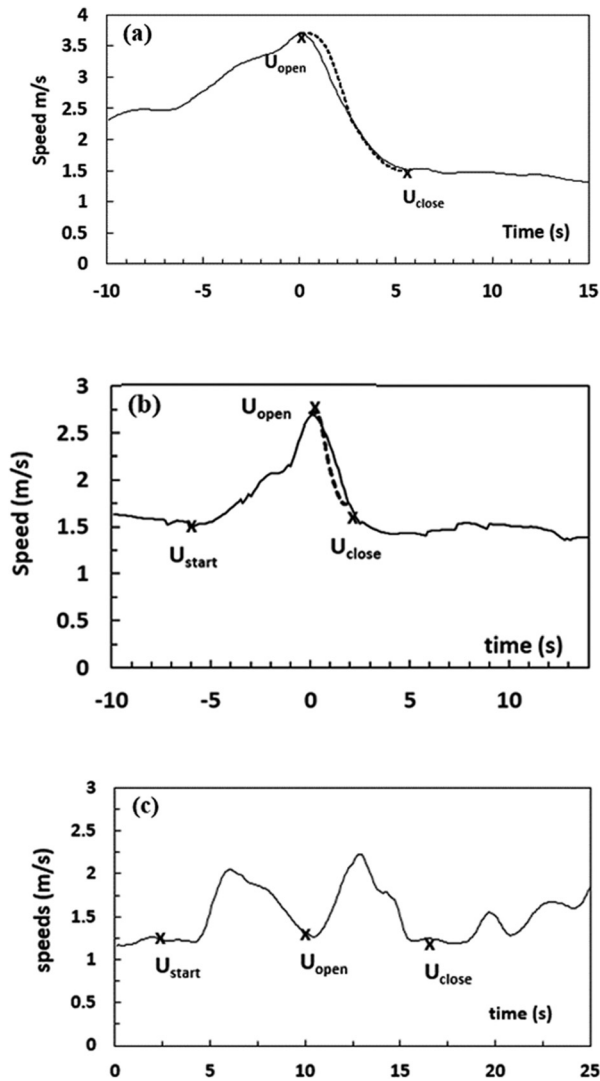 (a)
4
3.5
3
2.5
2
1.5
1
0.5
0
Speed m/s
x
Uopen
x
Uclose
Time (s)
-10 -5 0 5 10 15
(b)
3
2.5
2
1.5
1
0.5
0
Speed (m/s)
Uopen x
x
Ustart
x
Uclose
time (s)
-10 -5 0 5 10
(c)
3
2.5
2
1.5
1
0.5
0
speeds (m/s)
x x x
Ustart Uopen Uclose
time (s)
0 5 10 15 20 25